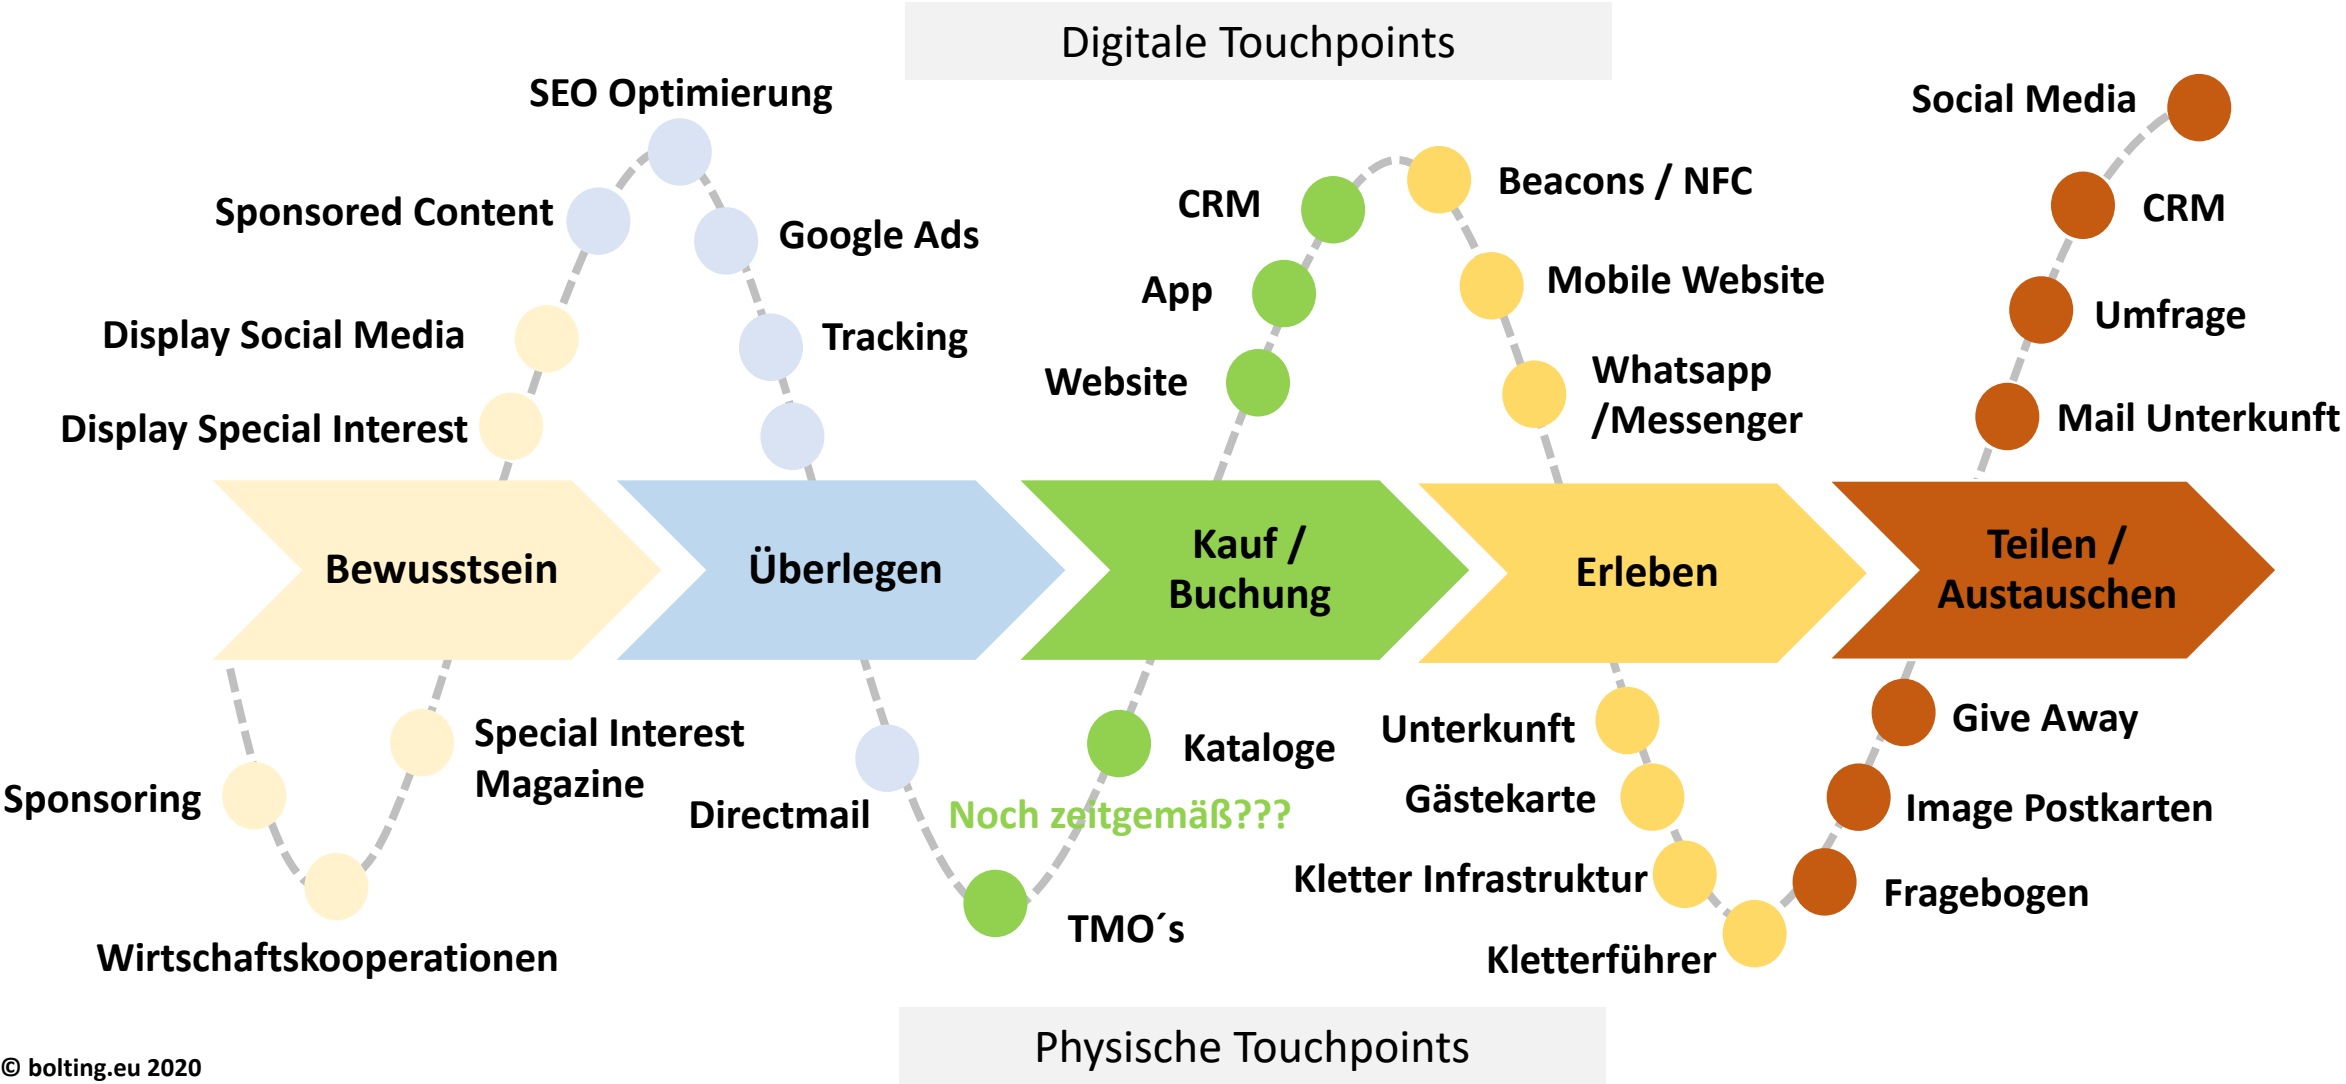 Digitale Touchpoints
SEO Optimierung
Sponsored Content
Google Ads
Display Social Media
Tracking
Display Special Interest
CRM
App
Website
Beacons / NFC
Mobile Website
Whatsapp
/Messenger
Social Media
CRM
Umfrage
Mail Unterkunft
Bewusstsein
Überlegen
Kauf /
Buchung
Erleben
Teilen /
Austauschen
Sponsoring
Wirtschaftskooperationen
Special Interest
Magazine
Directmail
TMO´s
Kataloge
Noch zeitgemäß???
Unterkunft
Gästekarte
Kletter Infrastruktur
Kletterführer
Give Away
Image Postkarten
Fragebogen
Physische Touchpoints
© bolting.eu 2020